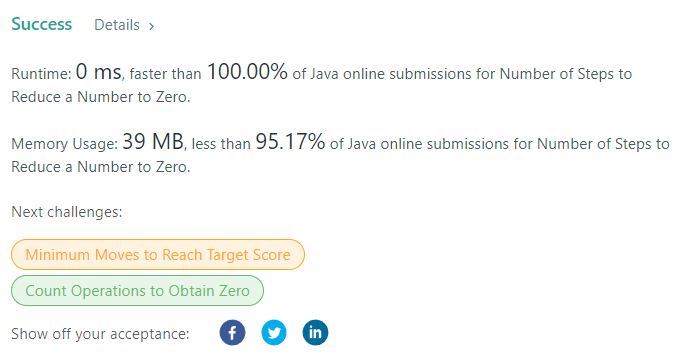 Success Details >
Runtime: 0 ms, faster than 100.00% of Java online submissions for Number of Steps to
Reduce a Number to Zero.
Memory Usage: 39 MB, less than 95.17% of Java online submissions for Number of Steps to
Reduce a Number to Zero.
Next challenges:
Minimum Moves to Reach Target Score
Count Operations to Obtain Zero
Show off your acceptance: